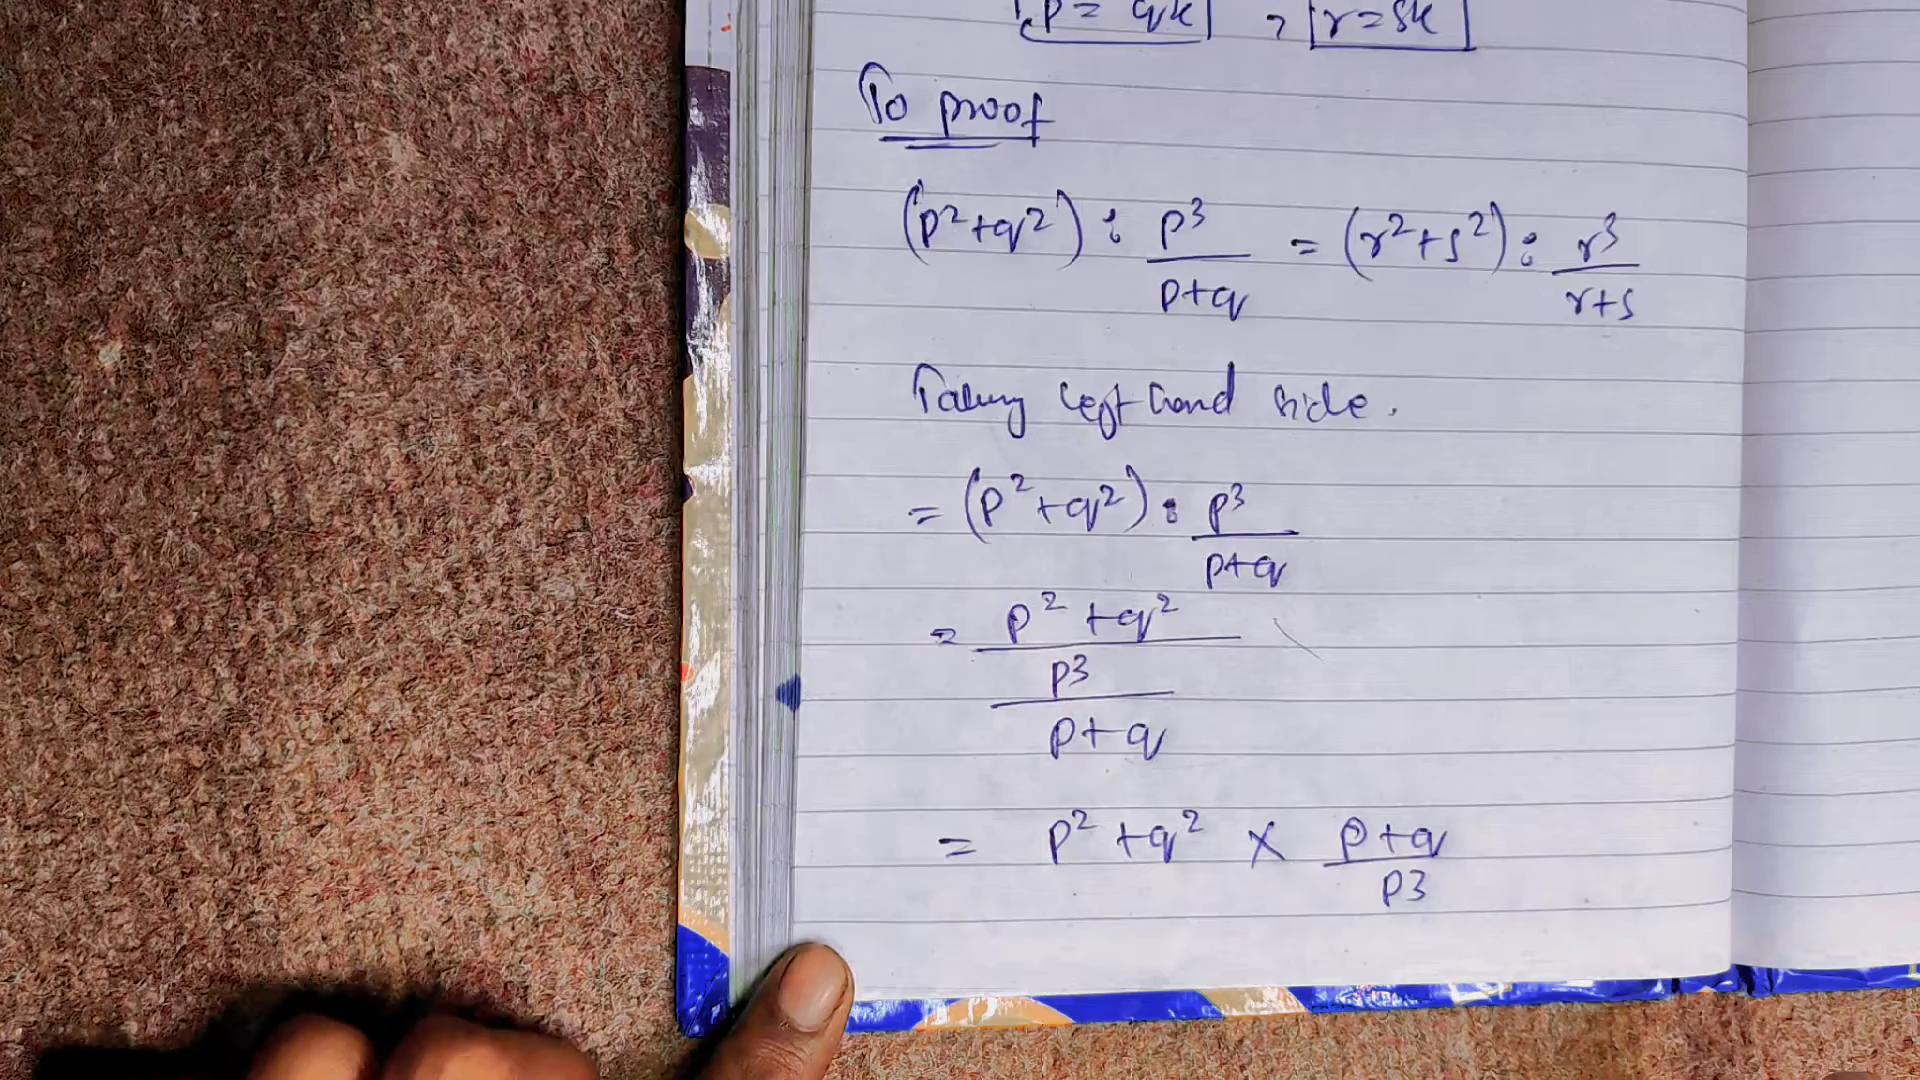 p = qk , r = sk
To proof
(p²+q²) : p³/p+q = (r²+s²) : r³/r+s
Taking left hand side.
= (p²+q²) : p³/p+q
= p²+q² / p³/p+q
= p²+q² × p+q/p3